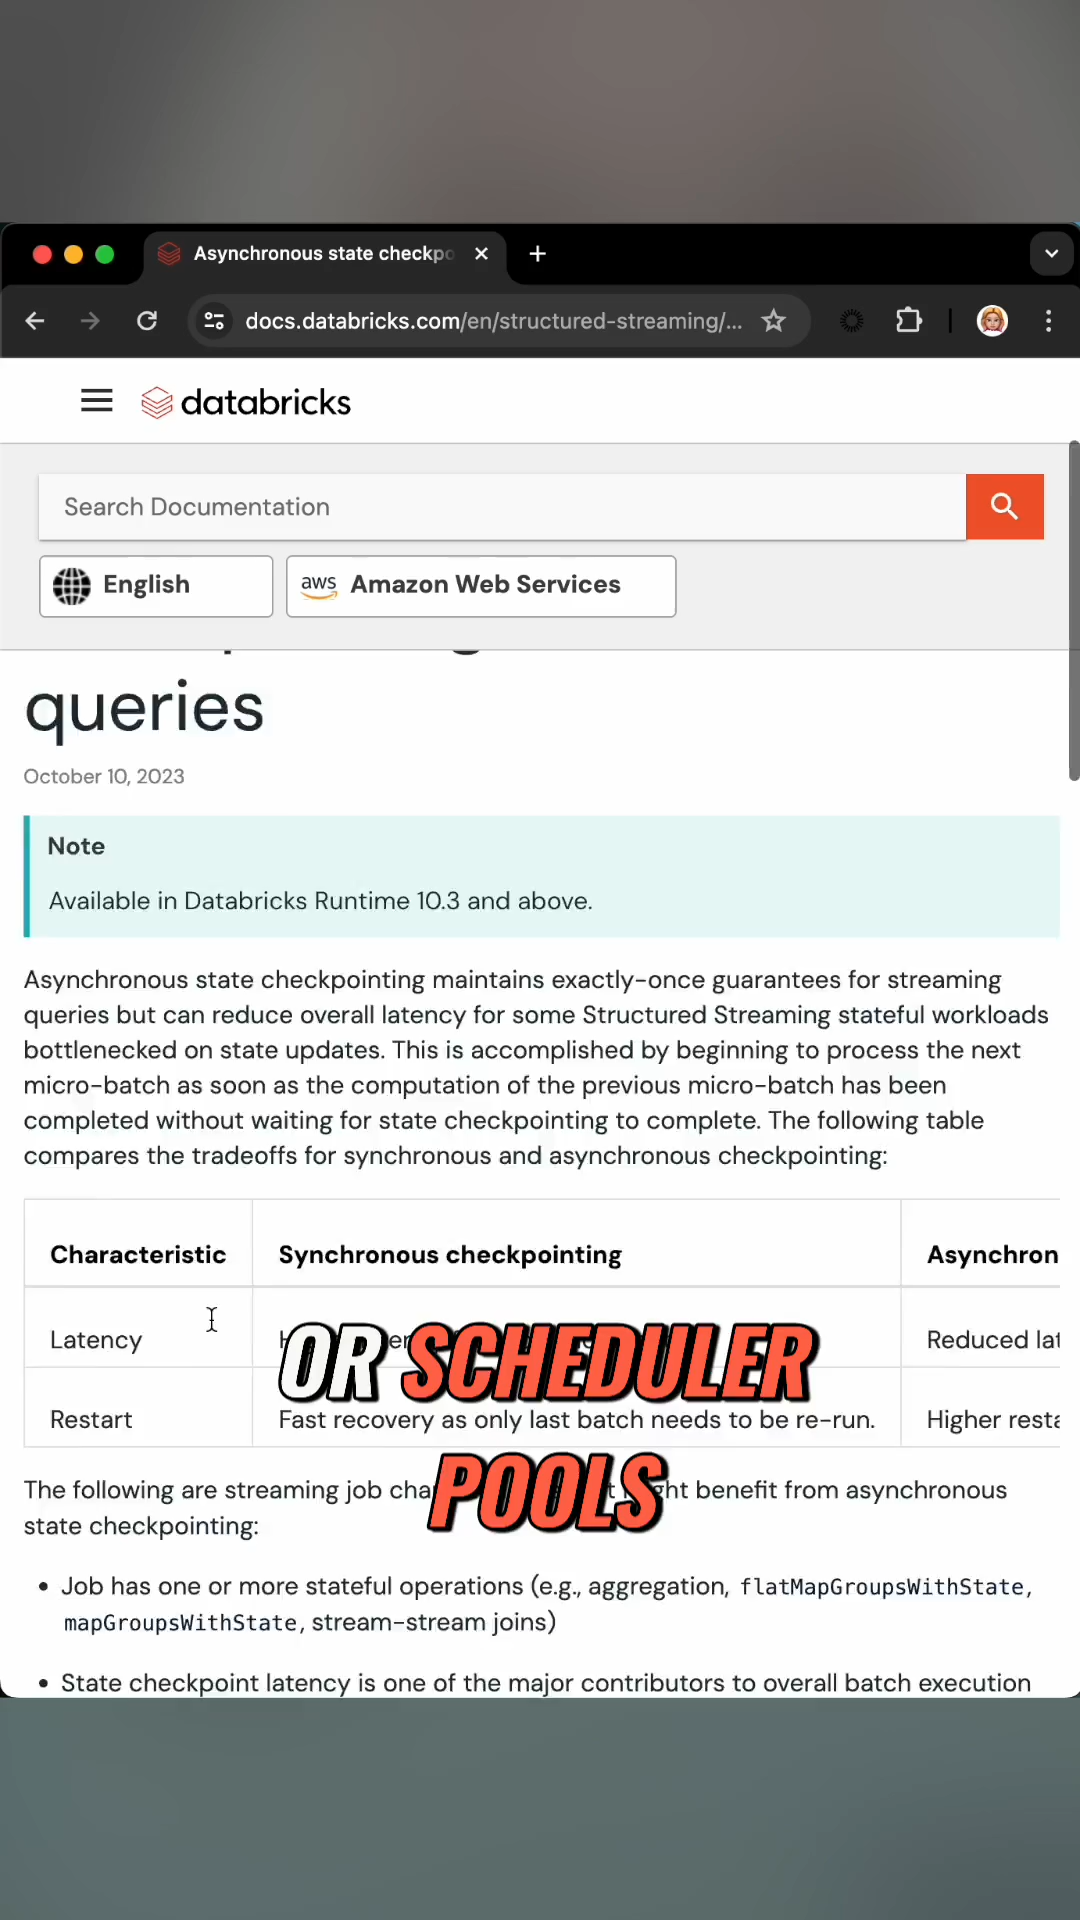 Asynchronous state checkpo
docs.databricks.com/en/structured-streaming/...
databricks
Search Documentation
English
aws Amazon Web Services
queries
October 10, 2023
Note
Available in Databricks Runtime 10.3 and above.
Asynchronous state checkpointing maintains exactly-once guarantees for streaming
queries but can reduce overall latency for some Structured Streaming stateful workloads
bottlenecked on state updates. This is accomplished by beginning to process the next
micro-batch as soon as the computation of the previous micro-batch has been
completed without waiting for state checkpointing to complete. The following table
compares the tradeoffs for synchronous and asynchronous checkpointing:
Characteristic Synchronous checkpointing Asynchron
Latency Reduced lat
OR SCHEDULER
Restart Fast recovery as only last batch needs to be re-run. Higher resta
POOLS
The following are streaming job cha ght benefit from asynchronous
state checkpointing:
• Job has one or more stateful operations (e.g., aggregation, flatMapGroupsWithState,
mapGroupsWithState, stream-stream joins)
• State checkpoint latency is one of the major contributors to overall batch execution